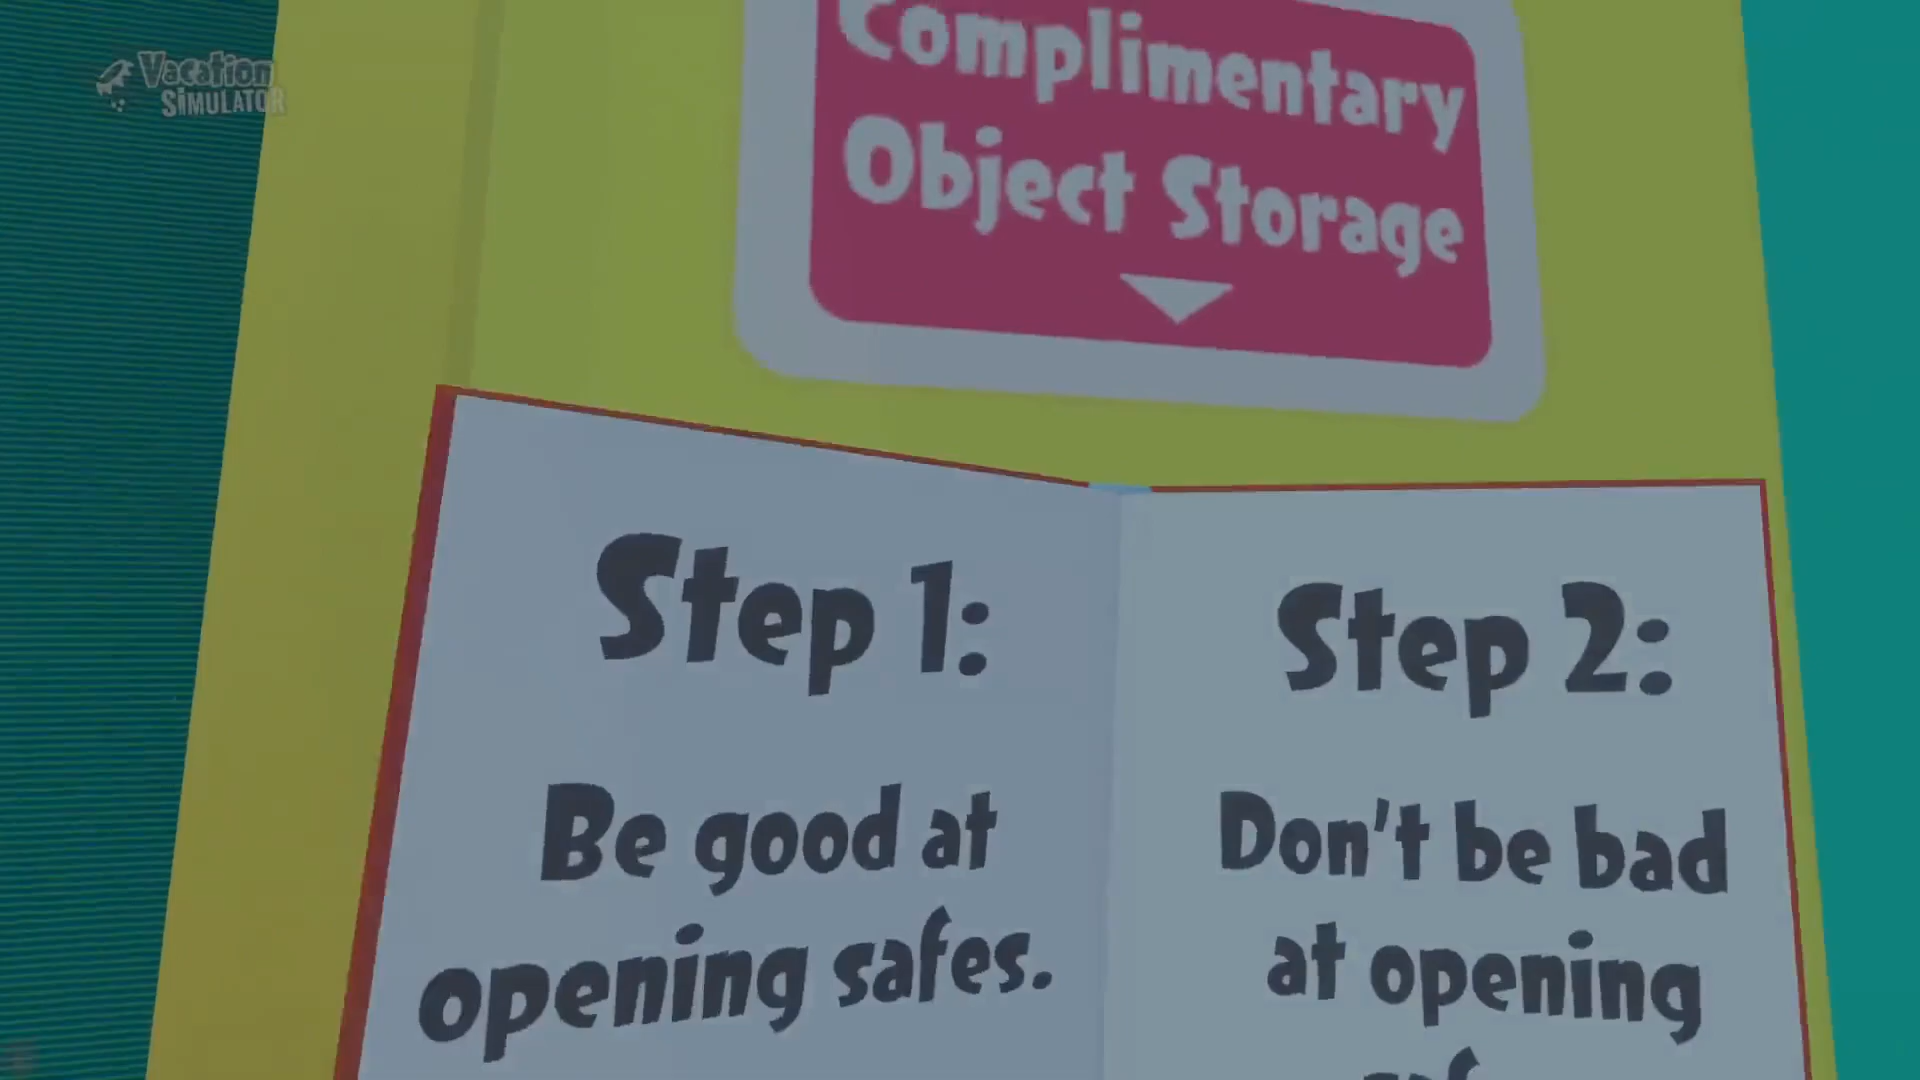 Vacation
SIMULATOR
Complimentary
Object Storage
Step 1:
Be good at
opening safes.
Step 2:
Don't be bad
at opening